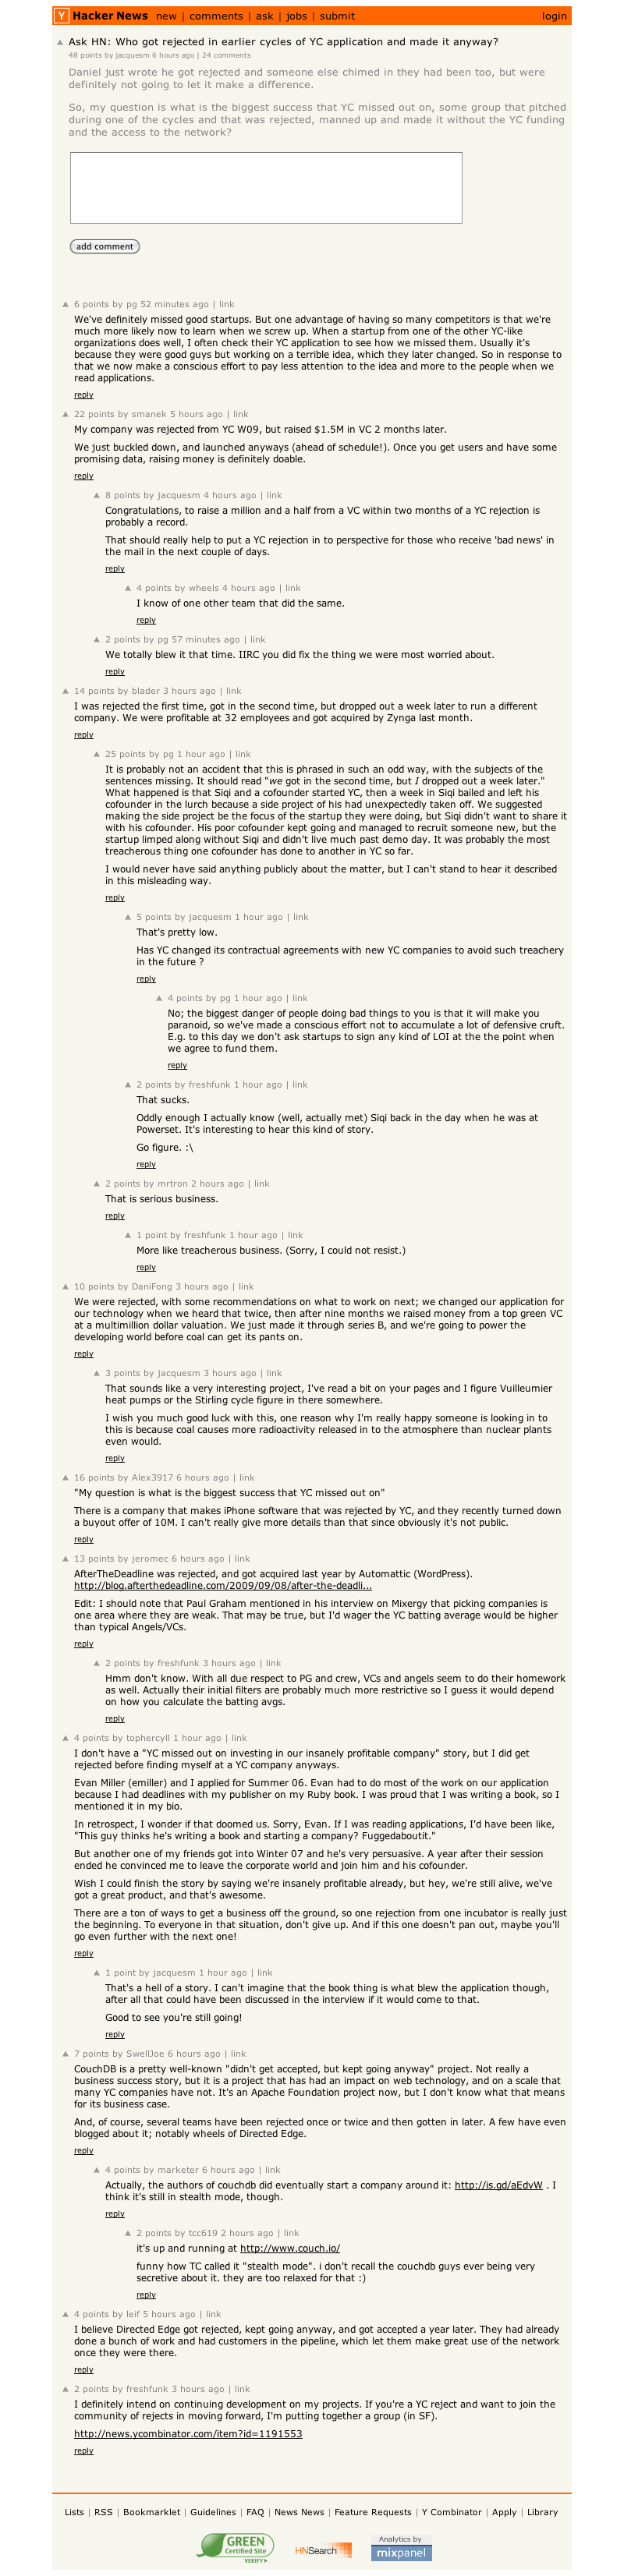 Y Hacker News new | comments | ask | jobs | submit login
Ask HN: Who got rejected in earlier cycles of YC application and made it anyway?
48 points by jacquesm 6 hours ago | 24 comments
Daniel just wrote he got rejected and someone else chimed in they had been too, but were
definitely not going to let it make a difference.
So, my question is what is the biggest success that YC missed out on, some group that pitched
during one of the cycles and that was rejected, manned up and made it without the YC funding
and the access to the network?
add comment
6 points by pg 52 minutes ago | link
We've definitely missed good startups. But one advantage of having so many competitors is that we're
much more likely now to learn when we screw up. When a startup from one of the other YC-like
organizations does well, I often check their YC application to see how we missed them. Usually it's
because they were good guys but working on a terrible idea, which they later changed. So in response to
that we now make a conscious effort to pay less attention to the idea and more to the people when we
read applications.
reply
22 points by smanek 5 hours ago | link
My company was rejected from YC W09, but raised $1.5M in VC 2 months later.
We just buckled down, and launched anyways (ahead of schedule!). Once you get users and have some
promising data, raising money is definitely doable.
reply
8 points by jacquesm 4 hours ago | link
Congratulations, to raise a million and a half from a VC within two months of a YC rejection is
probably a record.
That should really help to put a YC rejection in to perspective for those who receive 'bad news' in
the mail in the next couple of days.
reply
4 points by wheels 4 hours ago | link
I know of one other team that did the same.
reply
2 points by pg 57 minutes ago | link
We totally blew it that time. IIRC you did fix the thing we were most worried about.
reply
14 points by blader 3 hours ago | link
I was rejected the first time, got in the second time, but dropped out a week later to run a different
company. We were profitable at 32 employees and got acquired by Zynga last month.
reply
25 points by pg 1 hour ago | link
It is probably not an accident that this is phrased in such an odd way, with the subjects of the
sentences missing. It should read "we got in the second time, but I dropped out a week later."
What happened is that Siqi and a cofounder started YC, then a week in Siqi bailed and left his
cofounder in the lurch because a side project of his had unexpectedly taken off. We suggested
making the side project be the focus of the startup they were doing, but Siqi didn't want to share it
with his cofounder. His poor cofounder kept going and managed to recruit someone new, but the
startup limped along without Siqi and didn't live much past demo day. It was probably the most
treacherous thing one cofounder has done to another in YC so far.
I would never have said anything publicly about the matter, but I can't stand to hear it described
in this misleading way.
reply
5 points by jacquesm 1 hour ago | link
That's pretty low.
Has YC changed its contractual agreements with new YC companies to avoid such treachery
in the future ?
reply
4 points by pg 1 hour ago | link
No; the biggest danger of people doing bad things to you is that it will make you
paranoid, so we've made a conscious effort not to accumulate a lot of defensive cruft.
E.g. to this day we don't ask startups to sign any kind of LOI at the the point when
we agree to fund them.
reply
2 points by freshfunk 1 hour ago | link
That sucks.
Oddly enough I actually know (well, actually met) Siqi back in the day when he was at
Powerset. It's interesting to hear this kind of story.
Go figure. :\
reply
2 points by mrtron 2 hours ago | link
That is serious business.
reply
1 point by freshfunk 1 hour ago | link
More like treacherous business. (Sorry, I could not resist.)
reply
10 points by DaniFong 3 hours ago | link
We were rejected, with some recommendations on what to work on next; we changed our application for
our technology when we heard that twice, then after nine months we raised money from a top green VC
at a multimillion dollar valuation. We just made it through series B, and we're going to power the
developing world before coal can get its pants on.
reply
3 points by jacquesm 3 hours ago | link
That sounds like a very interesting project, I've read a bit on your pages and I figure Vuilleumier
heat pumps or the Stirling cycle figure in there somewhere.
I wish you much good luck with this, one reason why I'm really happy someone is looking in to
this is because coal causes more radioactivity released in to the atmosphere than nuclear plants
even would.
reply
16 points by Alex3917 6 hours ago | link
"My question is what is the biggest success that YC missed out on"
There is a company that makes iPhone software that was rejected by YC, and they recently turned down
a buyout offer of 10M. I can't really give more details than that since obviously it's not public.
reply
13 points by jeromec 6 hours ago | link
AfterTheDeadline was rejected, and got acquired last year by Automattic (WordPress).
http://blog.afterthedeadline.com/2009/09/08/after-the-deadli...
Edit: I should note that Paul Graham mentioned in his interview on Mixergy that picking companies is
one area where they are weak. That may be true, but I'd wager the YC batting average would be higher
than typical Angels/VCs.
reply
2 points by freshfunk 3 hours ago | link
Hmm don't know. With all due respect to PG and crew, VCs and angels seem to do their homework
as well. Actually their initial filters are probably much more restrictive so I guess it would depend
on how you calculate the batting avgs.
reply
4 points by tophercyll 1 hour ago | link
I don't have a "YC missed out on investing in our insanely profitable company" story, but I did get
rejected before finding myself at a YC company anyways.
Evan Miller (emiller) and I applied for Summer 06. Evan had to do most of the work on our application
because I had deadlines with my publisher on my Ruby book. I was proud that I was writing a book, so I
mentioned it in my bio.
In retrospect, I wonder if that doomed us. Sorry, Evan. If I was reading applications, I'd have been like,
"This guy thinks he's writing a book and starting a company? Fuggedaboutit."
But another one of my friends got into Winter 07 and he's very persuasive. A year after their session
ended he convinced me to leave the corporate world and join him and his cofounder.
Wish I could finish the story by saying we're insanely profitable already, but hey, we're still alive, we've
got a great product, and that's awesome.
There are a ton of ways to get a business off the ground, so one rejection from one incubator is really just
the beginning. To everyone in that situation, don't give up. And if this one doesn't pan out, maybe you'll
go even further with the next one!
reply
1 point by jacquesm 1 hour ago | link
That's a hell of a story. I can't imagine that the book thing is what blew the application though,
after all that could have been discussed in the interview if it would come to that.
Good to see you're still going!
reply
7 points by SwellJoe 6 hours ago | link
CouchDB is a pretty well-known "didn't get accepted, but kept going anyway" project. Not really a
business success story, but it is a project that has had an impact on web technology, and on a scale that
many YC companies have not. It's an Apache Foundation project now, but I don't know what that means
for its business case.
And, of course, several teams have been rejected once or twice and then gotten in later. A few have even
blogged about it; notably wheels of Directed Edge.
reply
4 points by marketer 6 hours ago | link
Actually, the authors of couchdb did eventually start a company around it: http://is.gd/aEdvW . I
think it's still in stealth mode, though.
reply
2 points by tcc619 2 hours ago | link
it's up and running at http://www.couch.io/
funny how TC called it "stealth mode". i don't recall the couchdb guys ever being very
secretive about it. they are too relaxed for that :)
reply
4 points by leif 5 hours ago | link
I believe Directed Edge got rejected, kept going anyway, and got accepted a year later. They had already
done a bunch of work and had customers in the pipeline, which let them make great use of the network
once they were there.
reply
2 points by freshfunk 3 hours ago | link
I definitely intend on continuing development on my projects. If you're a YC reject and want to join the
community of rejects in moving forward, I'm putting together a group (in SF).
http://news.ycombinator.com/item?id=1191553
reply
Lists | RSS | Bookmarklet | Guidelines | FAQ | News News | Feature Requests | Y Combinator | Apply | Library
GREEN
Certified Site
VERIFY
HNSearch
Analytics by
mixpanel